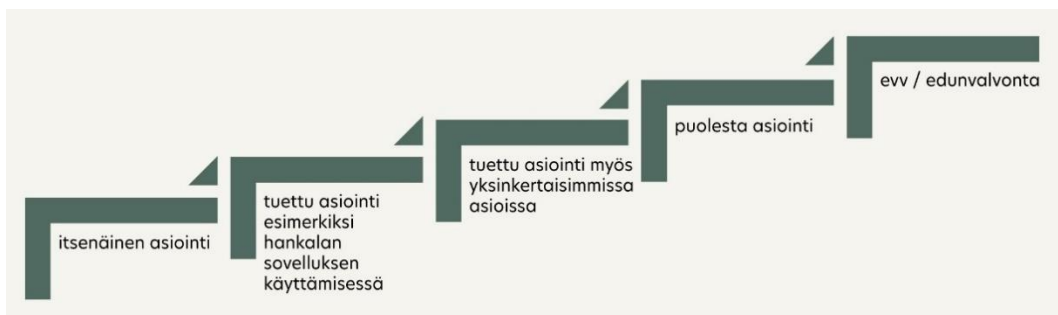 itsenäinen asiointi
tuettu asiointi
esimerkiksi
hankalan
sovelluksen
käyttämisessä
tuettu asiointi myös
yksinkertaisimmissa
asioissa
puolesta asiointi
evv / edunvalvonta